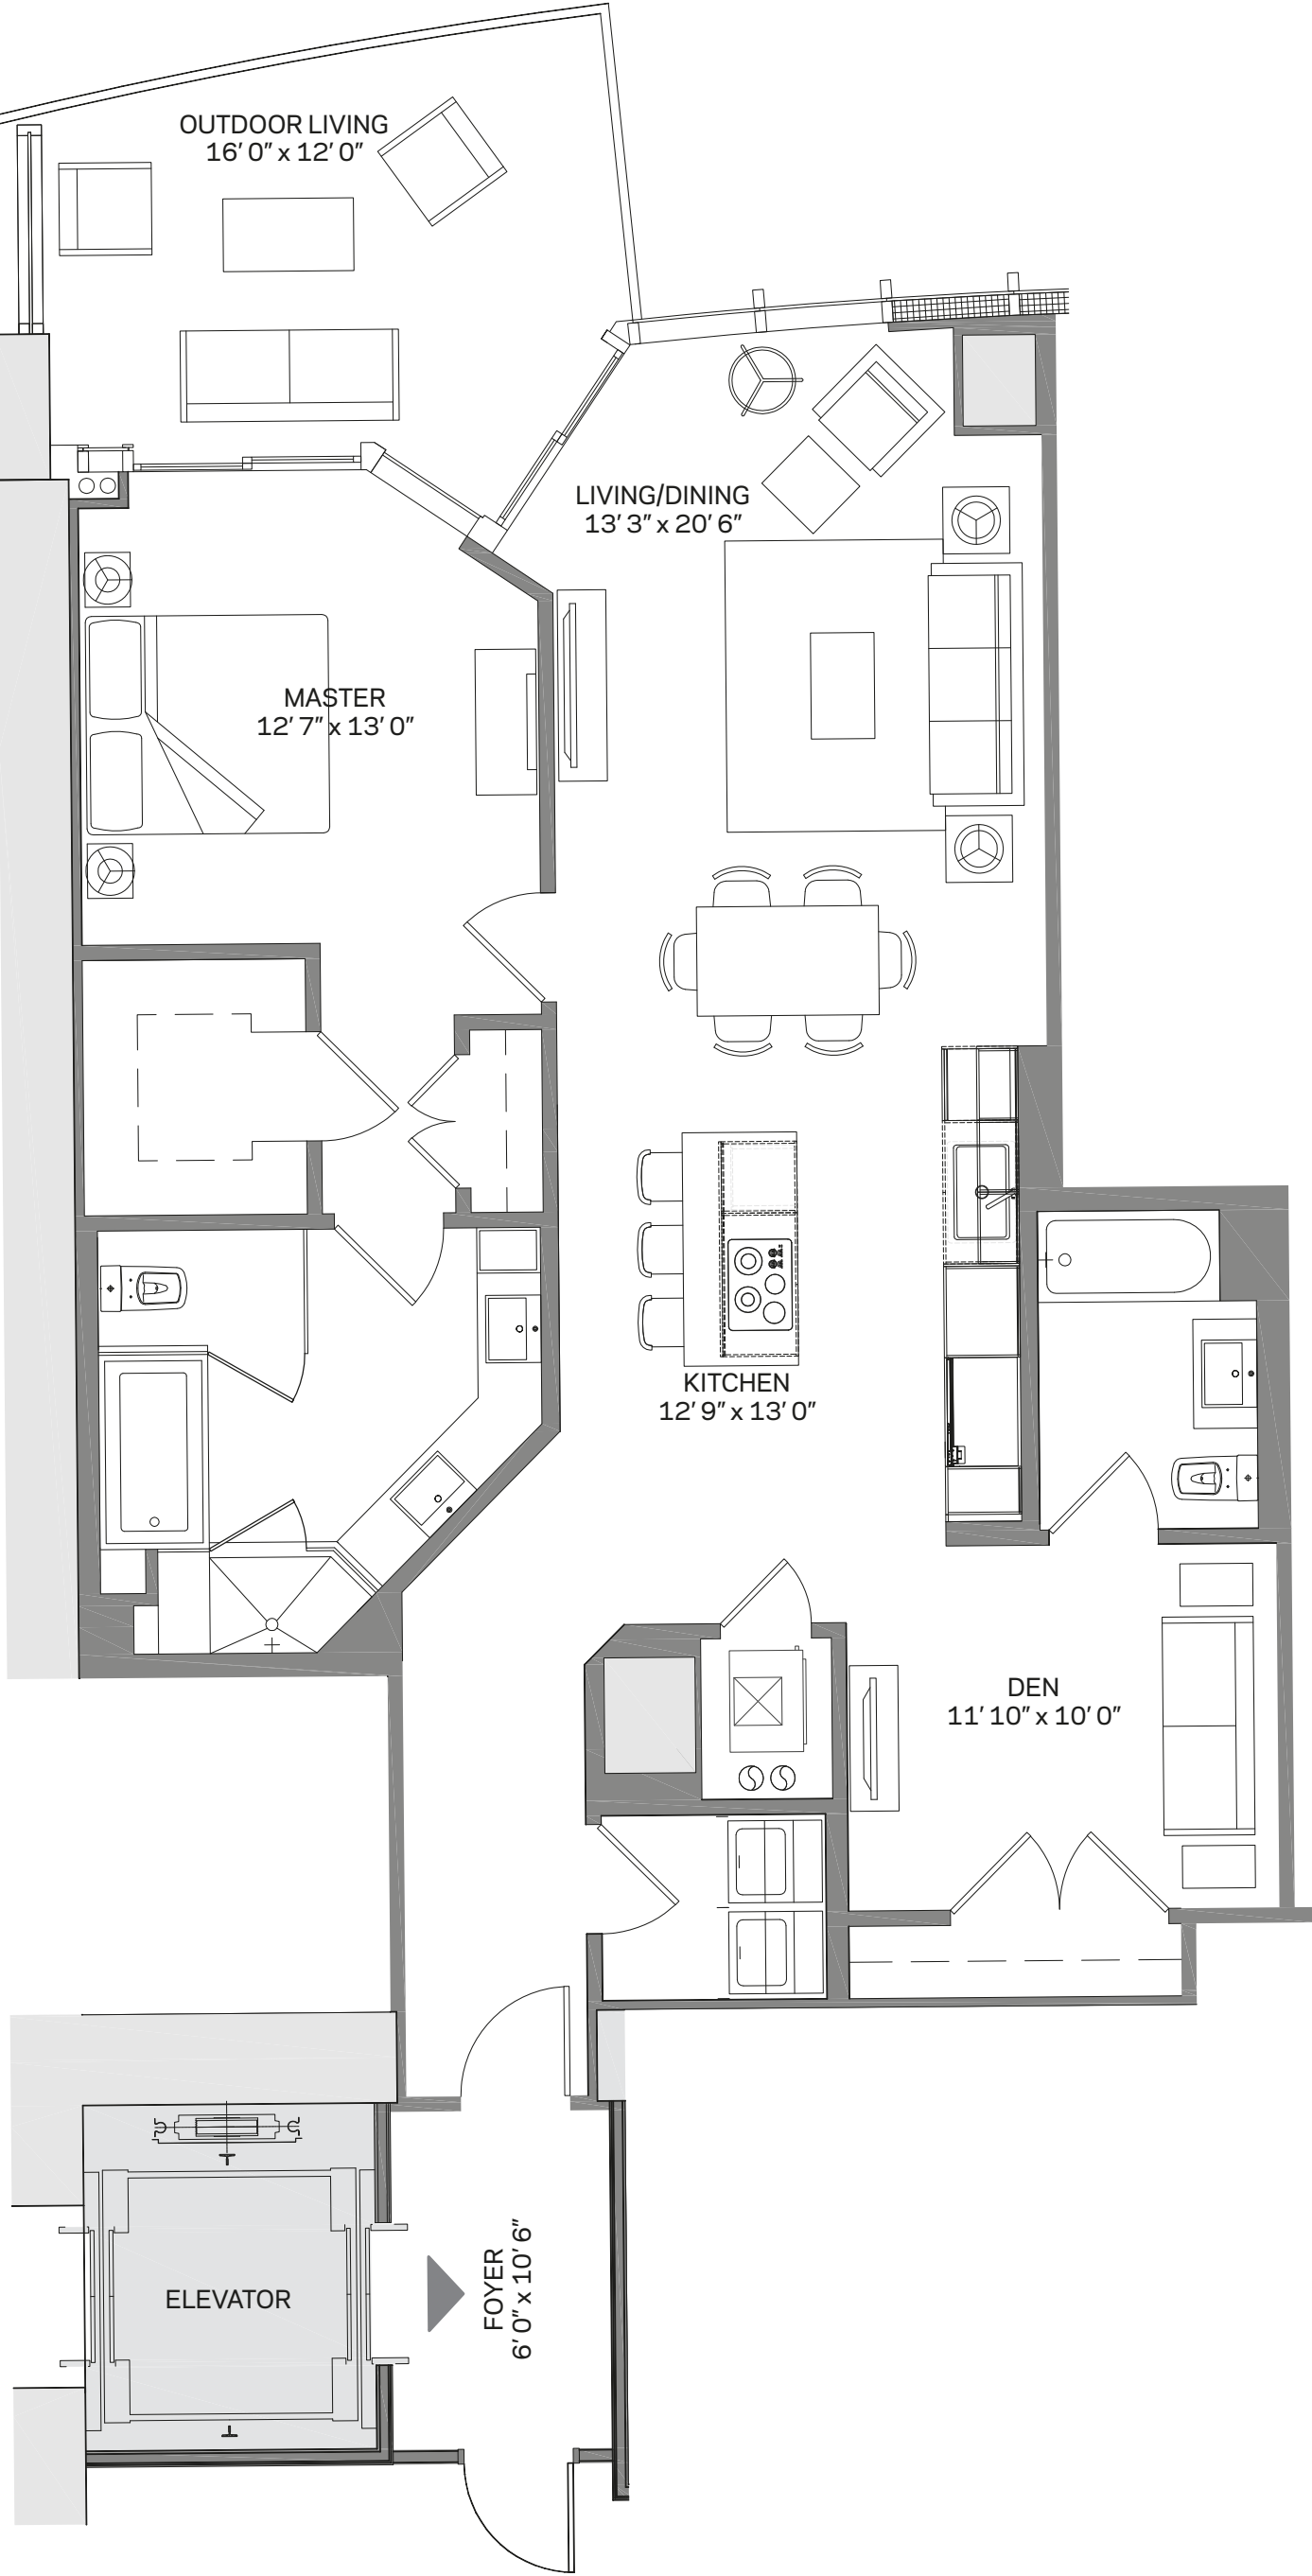 OUTDOOR LIVING
16’ 0” x 12’ 0”
LIVING/DINING
13’ 3” x 20’ 6”
MASTER
12’ 7” x 13’ 0”
KITCHEN
12’ 9” x 13’ 0”
DEN
11’ 10” x 10’ 0”
ELEVATOR
FOYER
6’ 0” x 10’ 6”